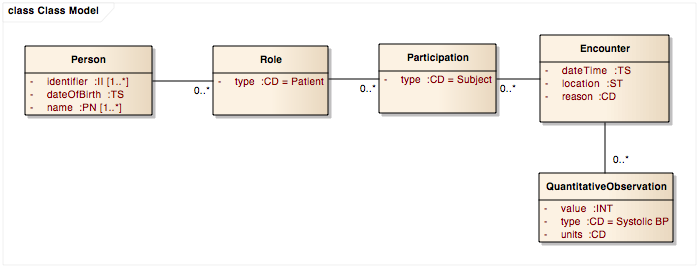 class Class Model
Person
- identifier :II [1..*]
- dateOfBirth :TS
- name :PN [1..*]
0..*
Role
- type :CD = Patient
0..*
Participation
- type :CD = Subject
0..*
Encounter
- dateTime :TS
- location :ST
- reason :CD
0..*
QuantitativeObservation
- value :INT
- type :CD = Systolic BP
- units :CD